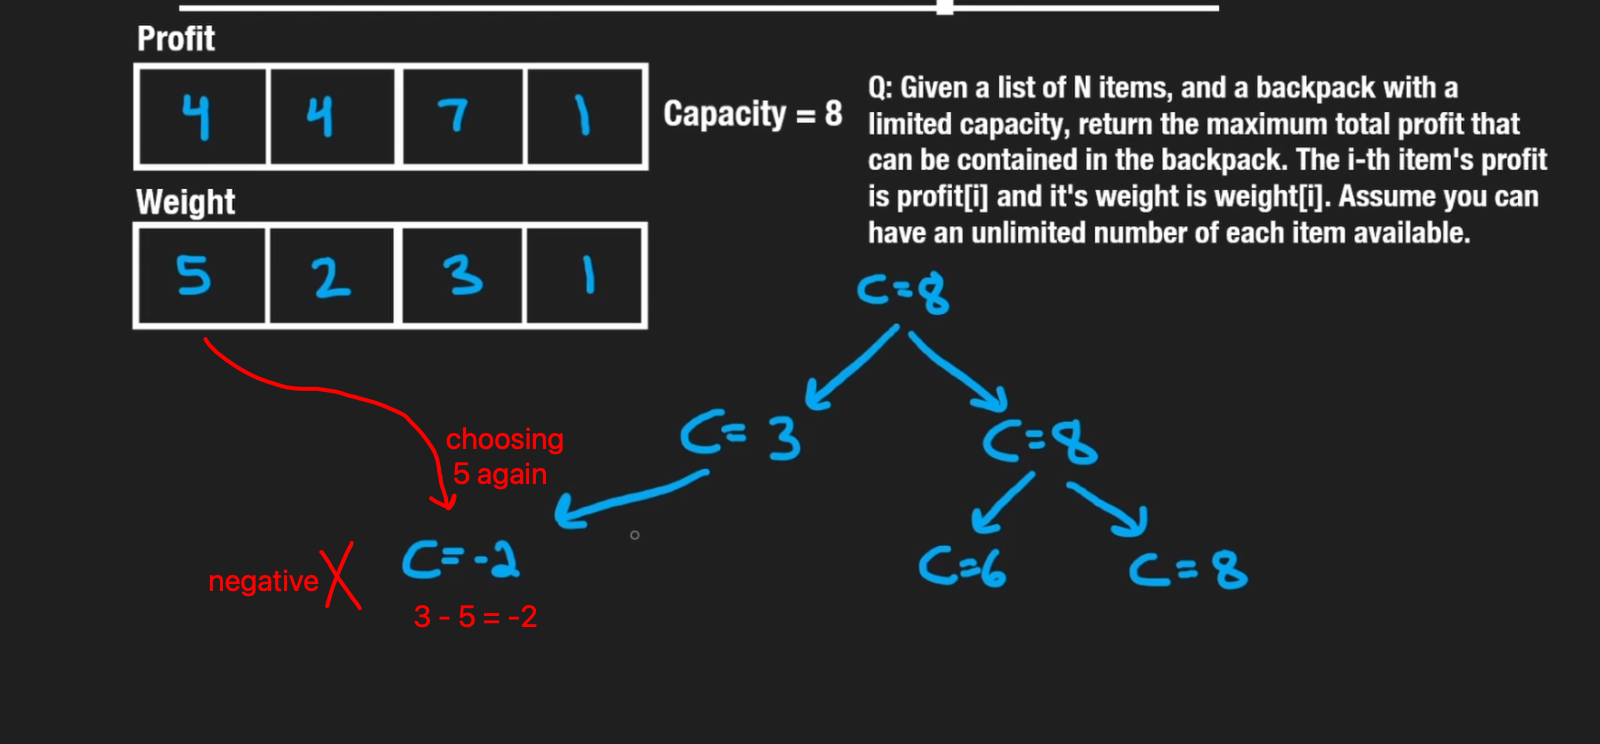 Profit
4 4 7 1
Capacity = 8
Weight
5 2 3 1
Q: Given a list of N items, and a backpack with a
limited capacity, return the maximum total profit that
can be contained in the backpack. The i-th item's profit
is profit[i] and it's weight is weight[i]. Assume you can
have an unlimited number of each item available.
C=8
C= 3
C=8
choosing
5 again
C=-2
C=6
C=8
negative
3 - 5 = -2